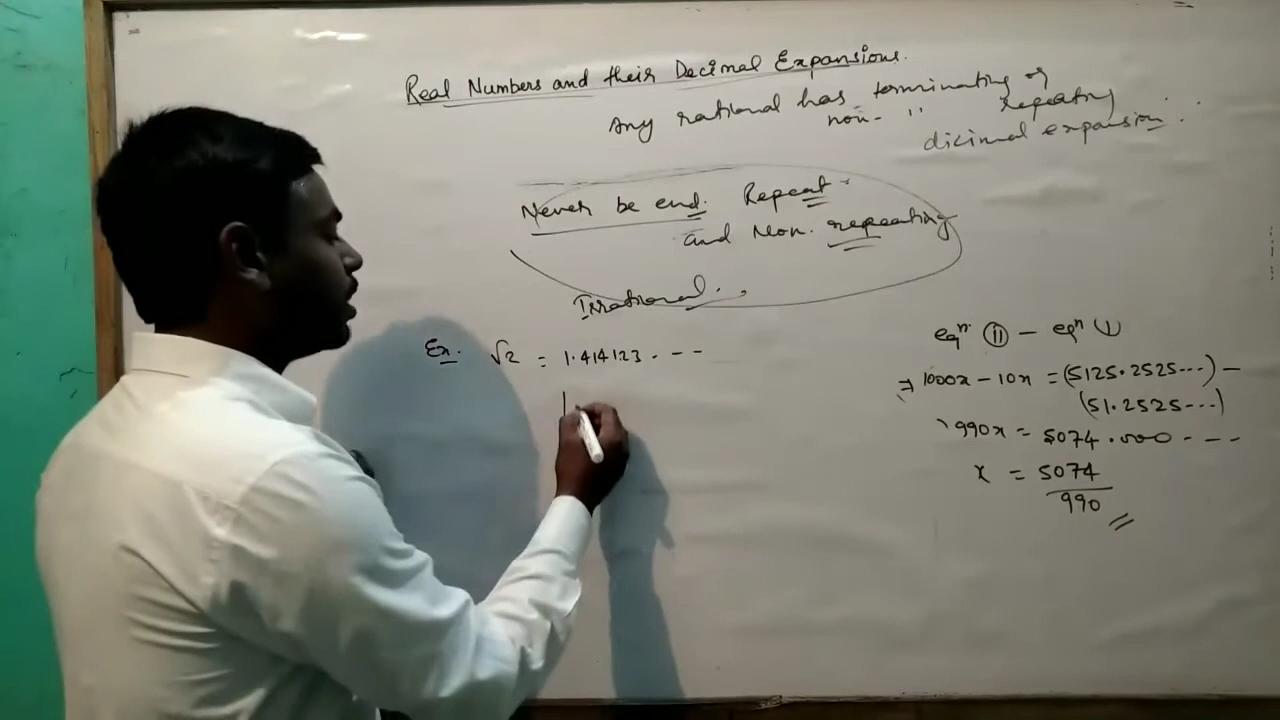 Real Numbers and their Decimal Expansions.
Any rational has terminating or
non- " repeating
dicimal expansion.
Never be end. Repeat.
and Non. repeating
Irrational.
Ex. √2 = 1.414123. - -
eqⁿ. (ii) - eqⁿ (i)
⇒ 1000x - 10x = (5125.2525...) -
(51.2525---)
990x = 5074.000 - - - -
x = 5074
990